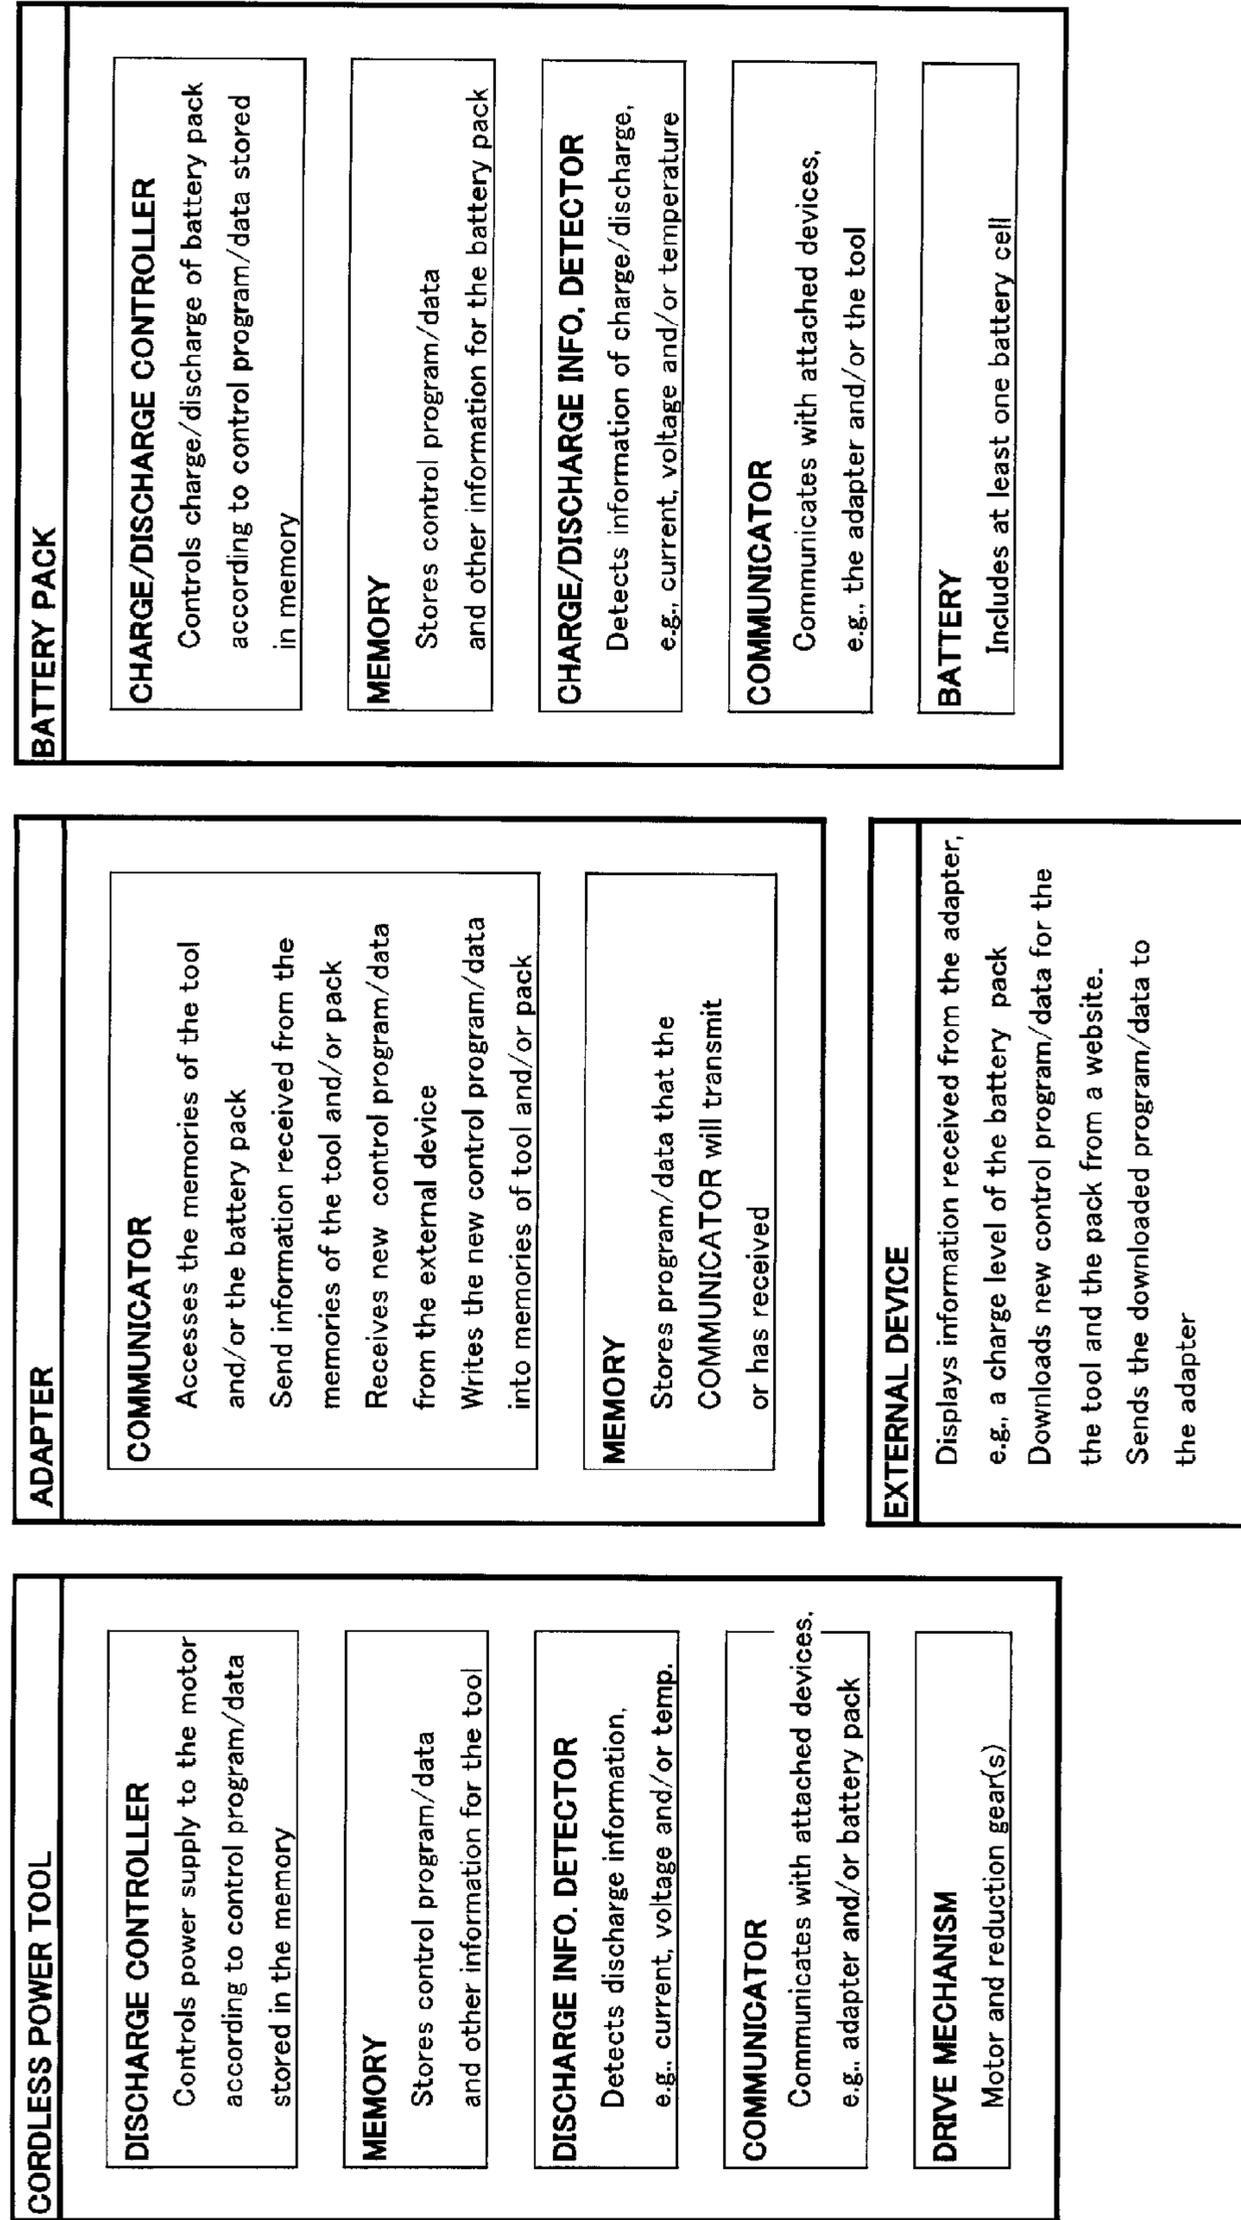 CORDLESS POWER TOOL
DISCHARGE CONTROLLER
Controls power supply to the motor
according to control program/data
stored in the memory
MEMORY
Stores control program/data
and other information for the tool
DISCHARGE INFO. DETECTOR
Detects discharge information,
e.g., current, voltage and/or temp.
COMMUNICATOR
Communicates with attached devices,
e.g., adapter and/or battery pack
DRIVE MECHANISM
Motor and reduction gear(s)
ADAPTER
COMMUNICATOR
Accesses the memories of the tool
and/or the battery pack
Send information received from the
memories of the tool and/or pack
Receives new control program/data
from the external device
Writes the new control program/data
into memories of tool and/or pack
MEMORY
Stores program/data that the
COMMUNICATOR will transmit
or has received
EXTERNAL DEVICE
Displays information received from the adapter,
e.g., a charge level of the battery pack
Downloads new control program/data for the
the tool and the pack from a website.
Sends the downloaded program/data to
the adapter
BATTERY PACK
CHARGE/DISCHARGE CONTROLLER
Controls charge/discharge of battery pack
according to control program/data stored
in memory
MEMORY
Stores control program/data
and other information for the battery pack
CHARGE/DISCHARGE INFO, DETECTOR
Detects information of charge/discharge,
e.g., current, voltage and/or temperature
COMMUNICATOR
Communicates with attached devices,
e.g., the adapter and/or the tool
BATTERY
Includes at least one battery cell